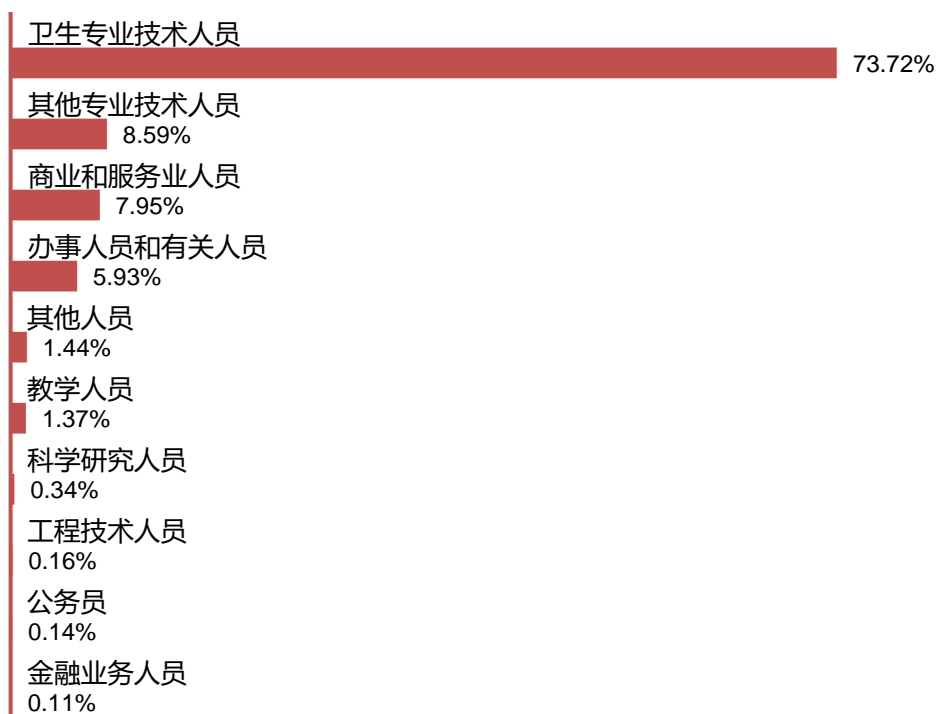 卫生专业技术人员
73.72%
其他专业技术人员
8.59%
商业和服务业人员
7.95%
办事人员和有关人员
5.93%
其他人员
1.44%
教学人员
1.37%
科学研究人员
0.34%
工程技术人员
0.16%
公务员
0.14%
金融业务人员
0.11%